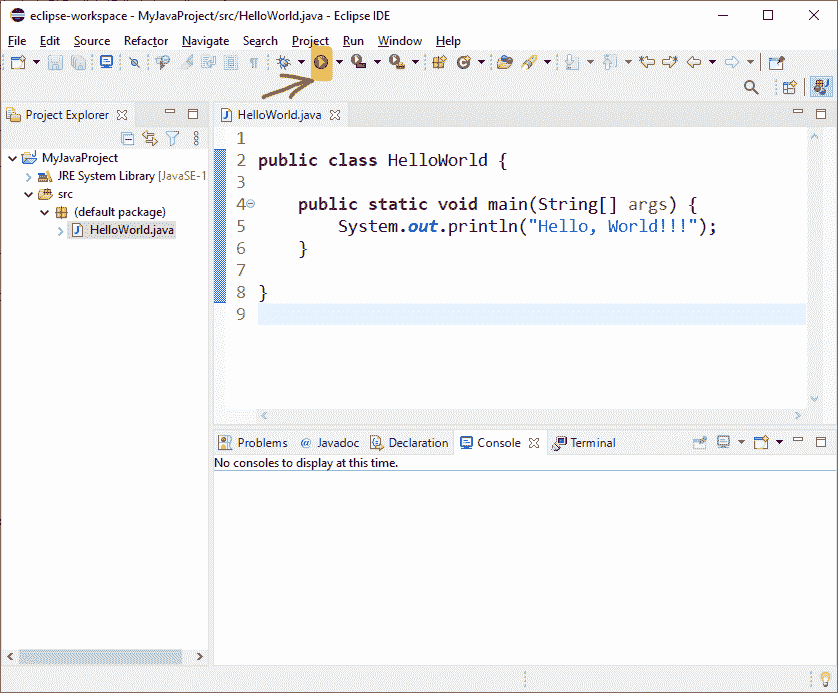 eclipse-workspace - MyJavaProject/src/HelloWorld.java - Eclipse IDE
File Edit Source Refactor Navigate Search Project Run Window Help
Project Explorer
HelloWorld.java
MyJavaProject
JRE System Library [JavaSE-1
src
(default package)
HelloWorld.java
1
2 public class HelloWorld {
3
4 public static void main(String[] args) {
5 System.out.println("Hello, World!!!");
6 }
7
8 }
9
Problems @ Javadoc Declaration Console Terminal
No consoles to display at this time.